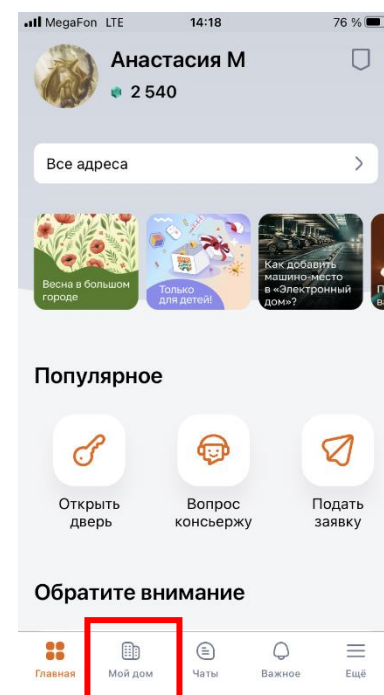 MegaFon LTE 14:18 76 %
Анастасия М
2 540
Все адреса
Весна в большом
городе
Только
для детей!
Как добавить
машино-место
в «Электронный
дом»?
Популярное
Открыть
дверь
Вопрос
консьержу
Подать
заявку
Обратите внимание
Главная Мой дом Чаты Важное Ещё